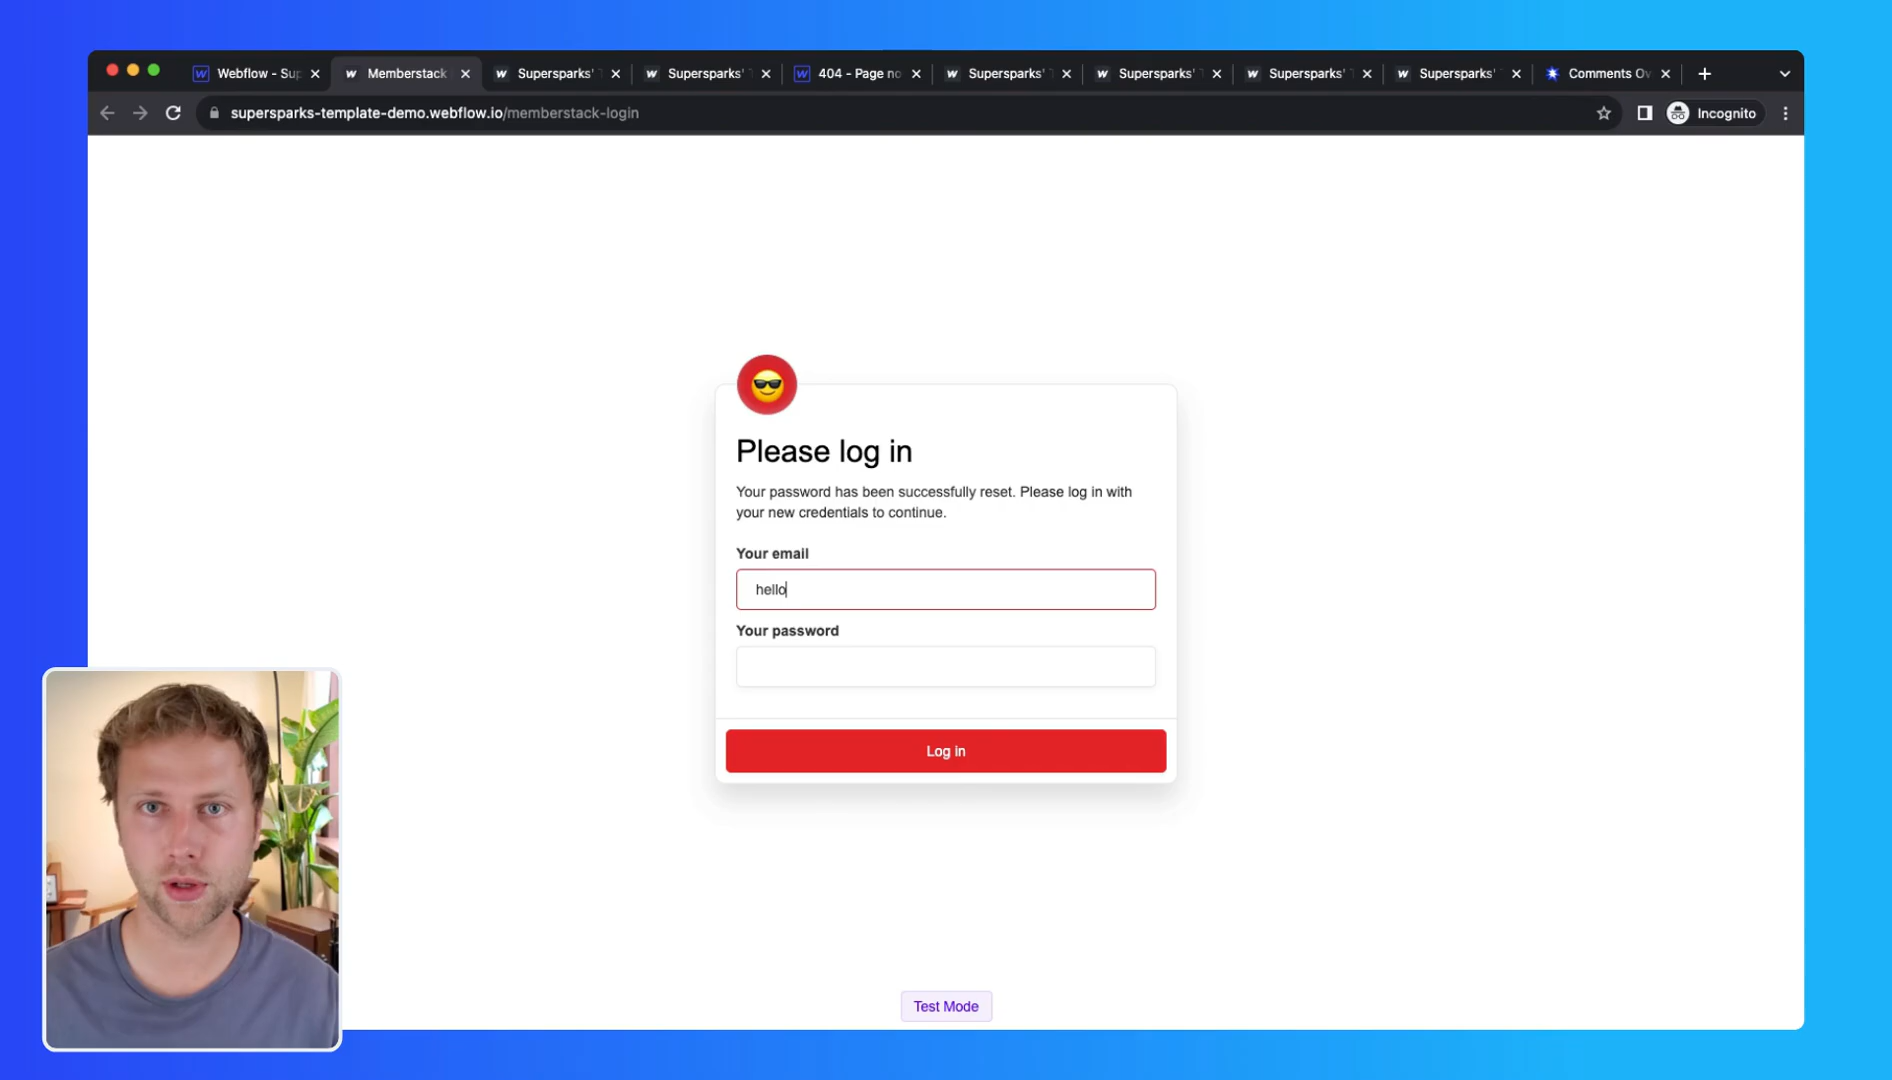 Webflow - Sup
Memberstack
Supersparks'
Supersparks'
404 - Page no
Supersparks'
Supersparks'
Supersparks'
Supersparks'
Comments Ov
supersparks-template-demo.webflow.io/memberstack-login
Incognito
Please log in
Your password has been successfully reset. Please log in with
your new credentials to continue.
Your email
hello
Your password
Log in
Test Mode